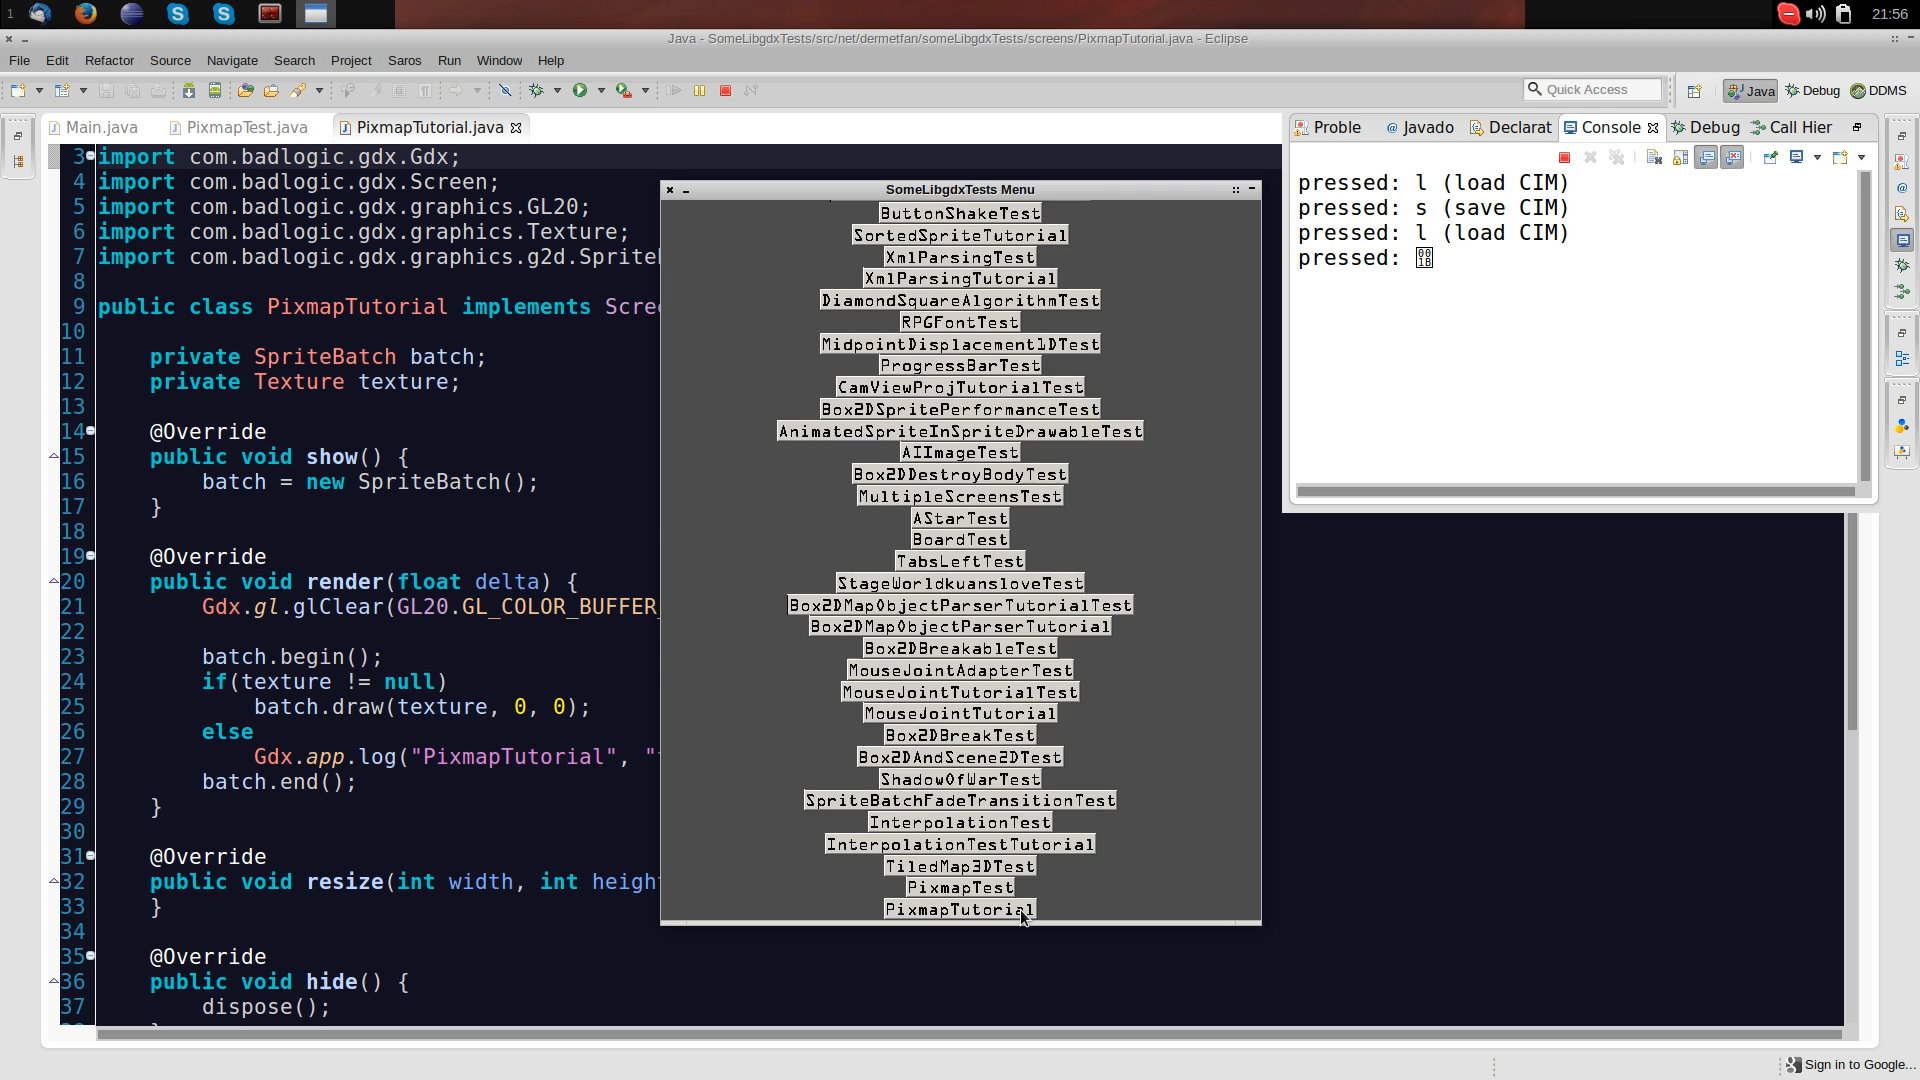 1
21:56
Java - SomeLibgdxTests/src/net/dermetfan/someLibgdxTests/screens/PixmapTutorial.java - Eclipse
File Edit Refactor Source Navigate Search Project Saros Run Window Help
Quick Access
Java
Debug
DDMS
Main.java
PixmapTest.java
PixmapTutorial.java
3 import com.badlogic.gdx.Gdx;
4 import com.badlogic.gdx.Screen;
5 import com.badlogic.gdx.graphics.GL20;
6 import com.badlogic.gdx.graphics.Texture;
7 import com.badlogic.gdx.graphics.g2d.Sprite
8
9 public class PixmapTutorial implements Scre
10
11 private SpriteBatch batch;
12 private Texture texture;
13
14 @Override
15 public void show() {
16 batch = new SpriteBatch();
17 }
18
19 @Override
20 public void render(float delta) {
21 Gdx.gl.glClear(GL20.GL_COLOR_BUFFER_
22
23 batch.begin();
24 if(texture != null)
25 batch.draw(texture, 0, 0);
26 else
27 Gdx.app.log("PixmapTutorial", "
28 batch.end();
29 }
30
31 @Override
32 public void resize(int width, int heigh
33 }
34
35 @Override
36 public void hide() {
37 dispose();
SomeLibgdxTests Menu
ButtonShakeTest
SortedSpriteTutorial
XmlParsingTest
XmlParsingTutorial
DiamondSquareAlgorithmTest
RPGFontTest
MidpointDisplacement1DTest
ProgressBarTest
CamViewProjTutorialTest
Box2DSpritePerformanceTest
AnimatedSpriteInSpriteDrawableTest
AIImageTest
Box2DDestroyBodyTest
MultipleScreensTest
AStarTest
BoardTest
TabsLeftTest
StageWorldkuansloveTest
Box2DMapObjectParserTutorialTest
Box2DMapObjectParserTutorial
Box2DBreakableTest
MouseJointAdapterTest
MouseJointTutorialTest
MouseJointTutorial
Box2DBreakTest
Box2DAndScene2DTest
ShadowOfWarTest
SpriteBatchFadeTransitionTest
InterpolationTest
InterpolationTestTutorial
TiledMap3DTest
PixmapTest
PixmapTutorial
Proble @ Javado Declarat Console Debug Call Hier
pressed: l (load CIM)
pressed: s (save CIM)
pressed: l (load CIM)
pressed:
Sign in to Google...